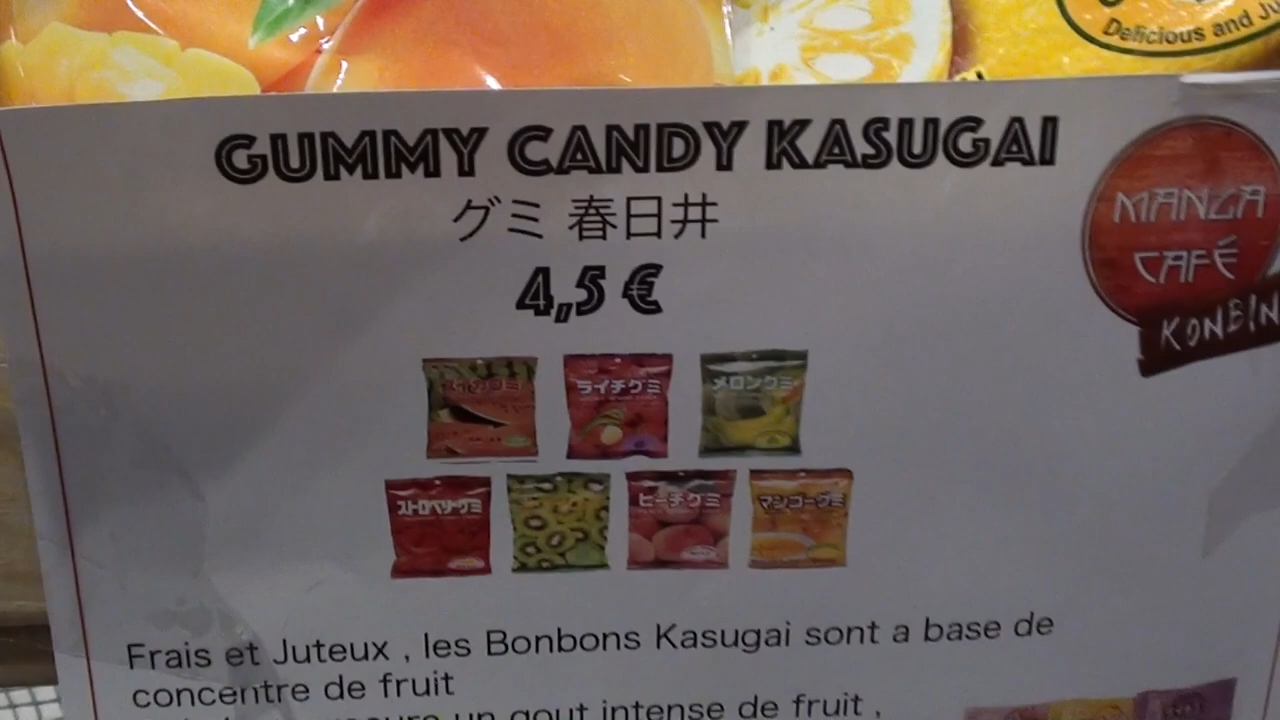 Delicious and
GUMMY CANDY KASUGAI
グミ 春日井
4,5 €
MANGA
CAFÉ
KONBIN
ライチグミ
メロングミ
ストロベリーグミ
ピーチグミ
マンゴーグミ
Frais et Juteux , les Bonbons Kasugai sont a base de
concentre de fruit
un gout intense de fruit ,